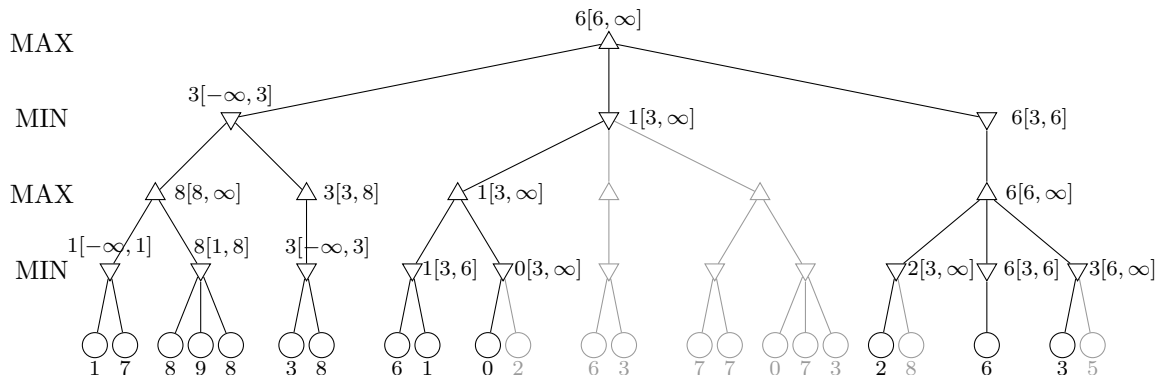 6[6, ∞]
MAX
3[−∞, 3]
MIN 1[3, ∞] 6[3, 6]
MAX 8[8, ∞] 3[3, 8] 1[3, ∞] 6[6, ∞]
1[−∞, 1] 8[1, 8] 3[−∞, 3]
MIN 1[3, 6] 0[3, ∞] 2[3, ∞] 6[3, 6] 3[6, ∞]
1 7 8 9 8 3 8 6 1 0 2 6 3 7 7 0 7 3 2 8 6 3 5